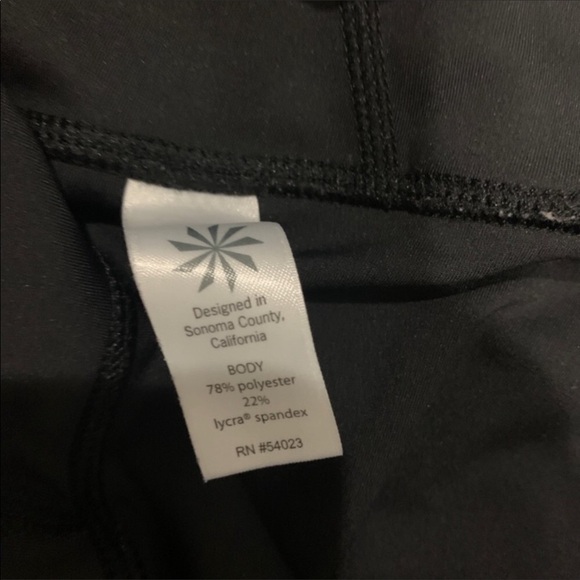 Designed in
Sonoma County,
California
BODY
78% polyester
22%
lycra® spandex
RN #54023